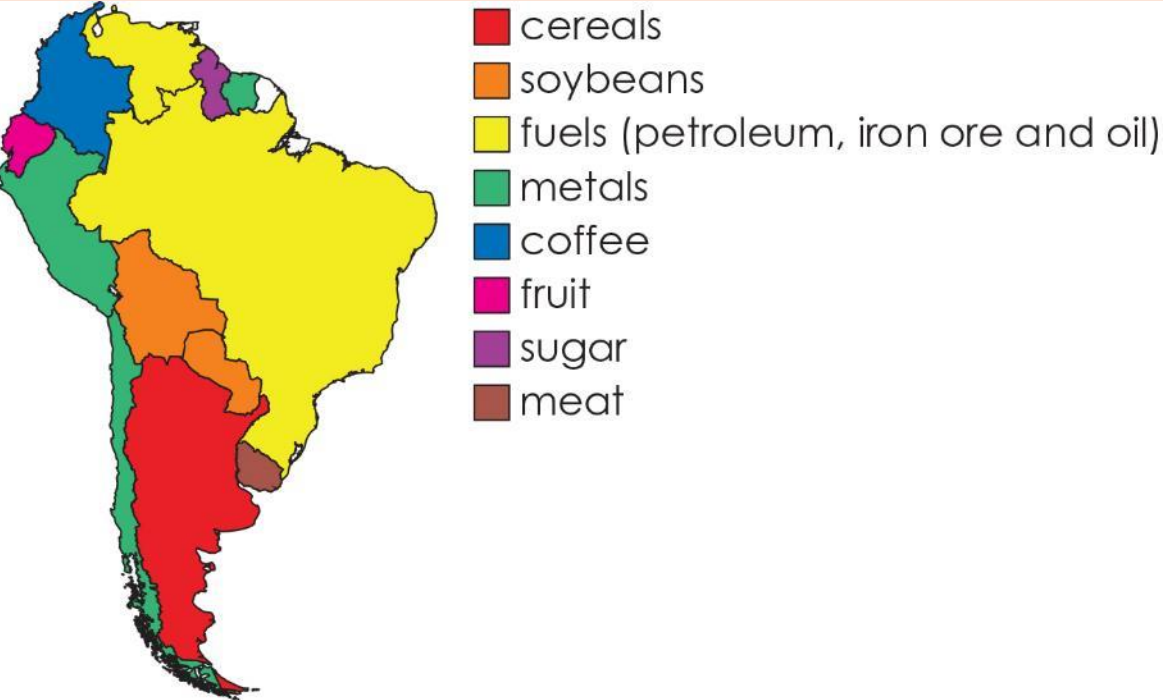 cereals
soybeans
fuels (petroleum, iron ore and oil)
metals
coffee
fruit
sugar
meat